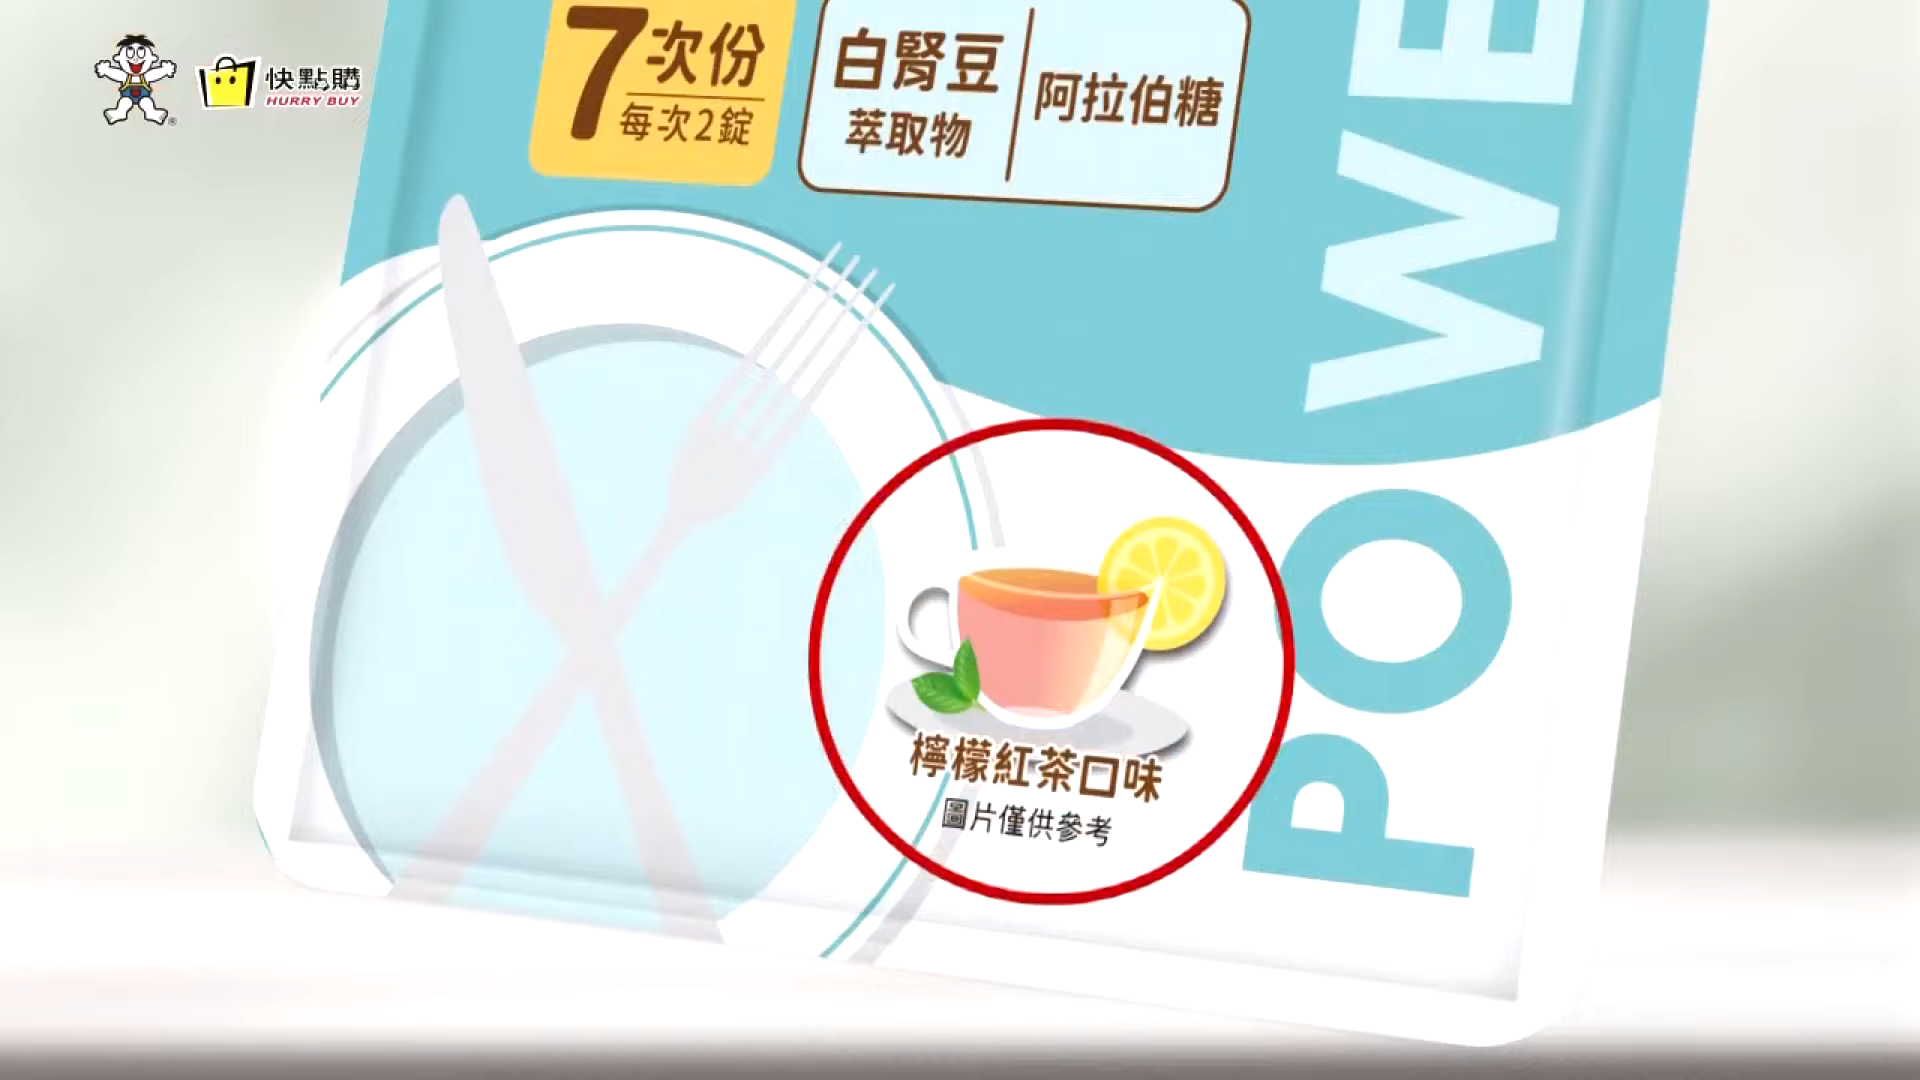 快點購
HURRY BUY
7次份
每次2錠
白腎豆
萃取物
阿拉伯糖
POWE
檸檬紅茶口味
圖片僅供參考